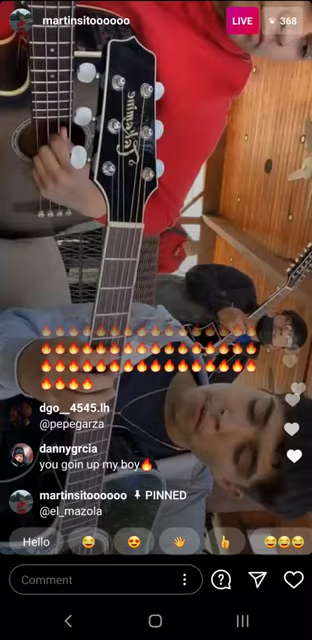 martinsitoooooo
LIVE
368
Takamine
🔥🔥🔥🔥🔥🔥🔥🔥🔥🔥🔥🔥🔥🔥
🔥🔥🔥🔥🔥🔥🔥🔥🔥🔥🔥🔥🔥🔥🔥🔥
🔥🔥🔥🔥🔥🔥🔥🔥🔥🔥🔥🔥🔥🔥🔥🔥
🔥🔥🔥🔥
dgo__4545.lh
@pepegarza
dannygrcia
you goin up my boy🔥
martinsitoooooo 📌 PINNED
@el_mazola
Hello 😂 😍 👋 👆 😂😂😂
Comment